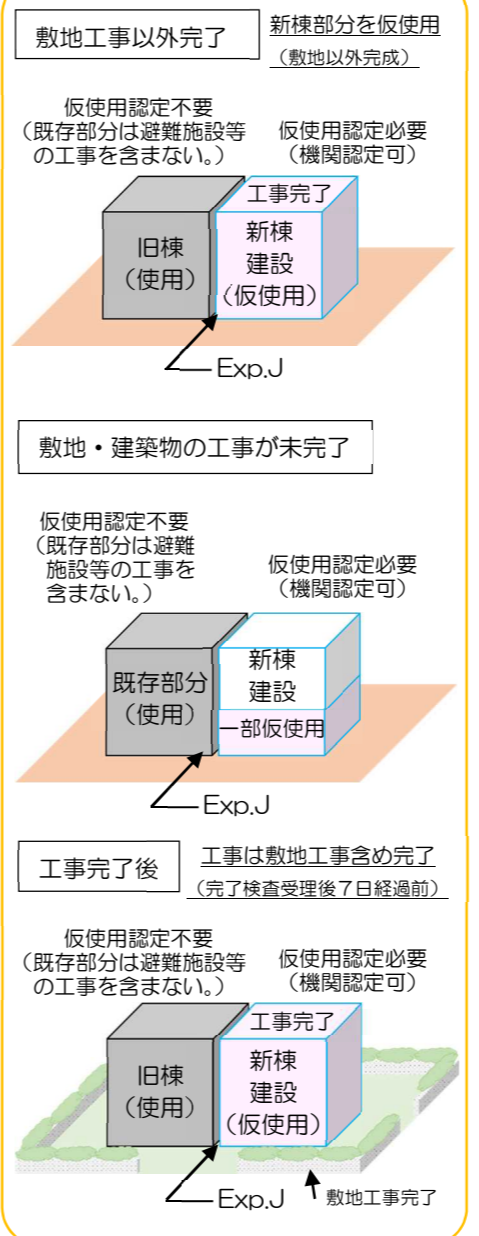 敷地工事以外完了
新棟部分を仮使用
（敷地以外完成）
仮使用認定不要
（既存部分は避難施設等
の工事を含まない。）
仮使用認定必要
（機関認定可）
工事完了
旧棟
（使用）
新棟
建設
（仮使用）
Exp.J
敷地・建築物の工事が未完了
仮使用認定不要
（既存部分は避難
施設等の工事を
含まない。）
仮使用認定必要
（機関認定可）
既存部分
（使用）
新棟
建設
一部仮使用
Exp.J
工事完了後
工事は敷地工事含め完了
（完了検査受理後７日経過前）
仮使用認定不要
（既存部分は避難施設等
の工事を含まない。）
仮使用認定必要
（機関認定可）
工事完了
旧棟
（使用）
新棟
建設
（仮使用）
Exp.J
敷地工事完了